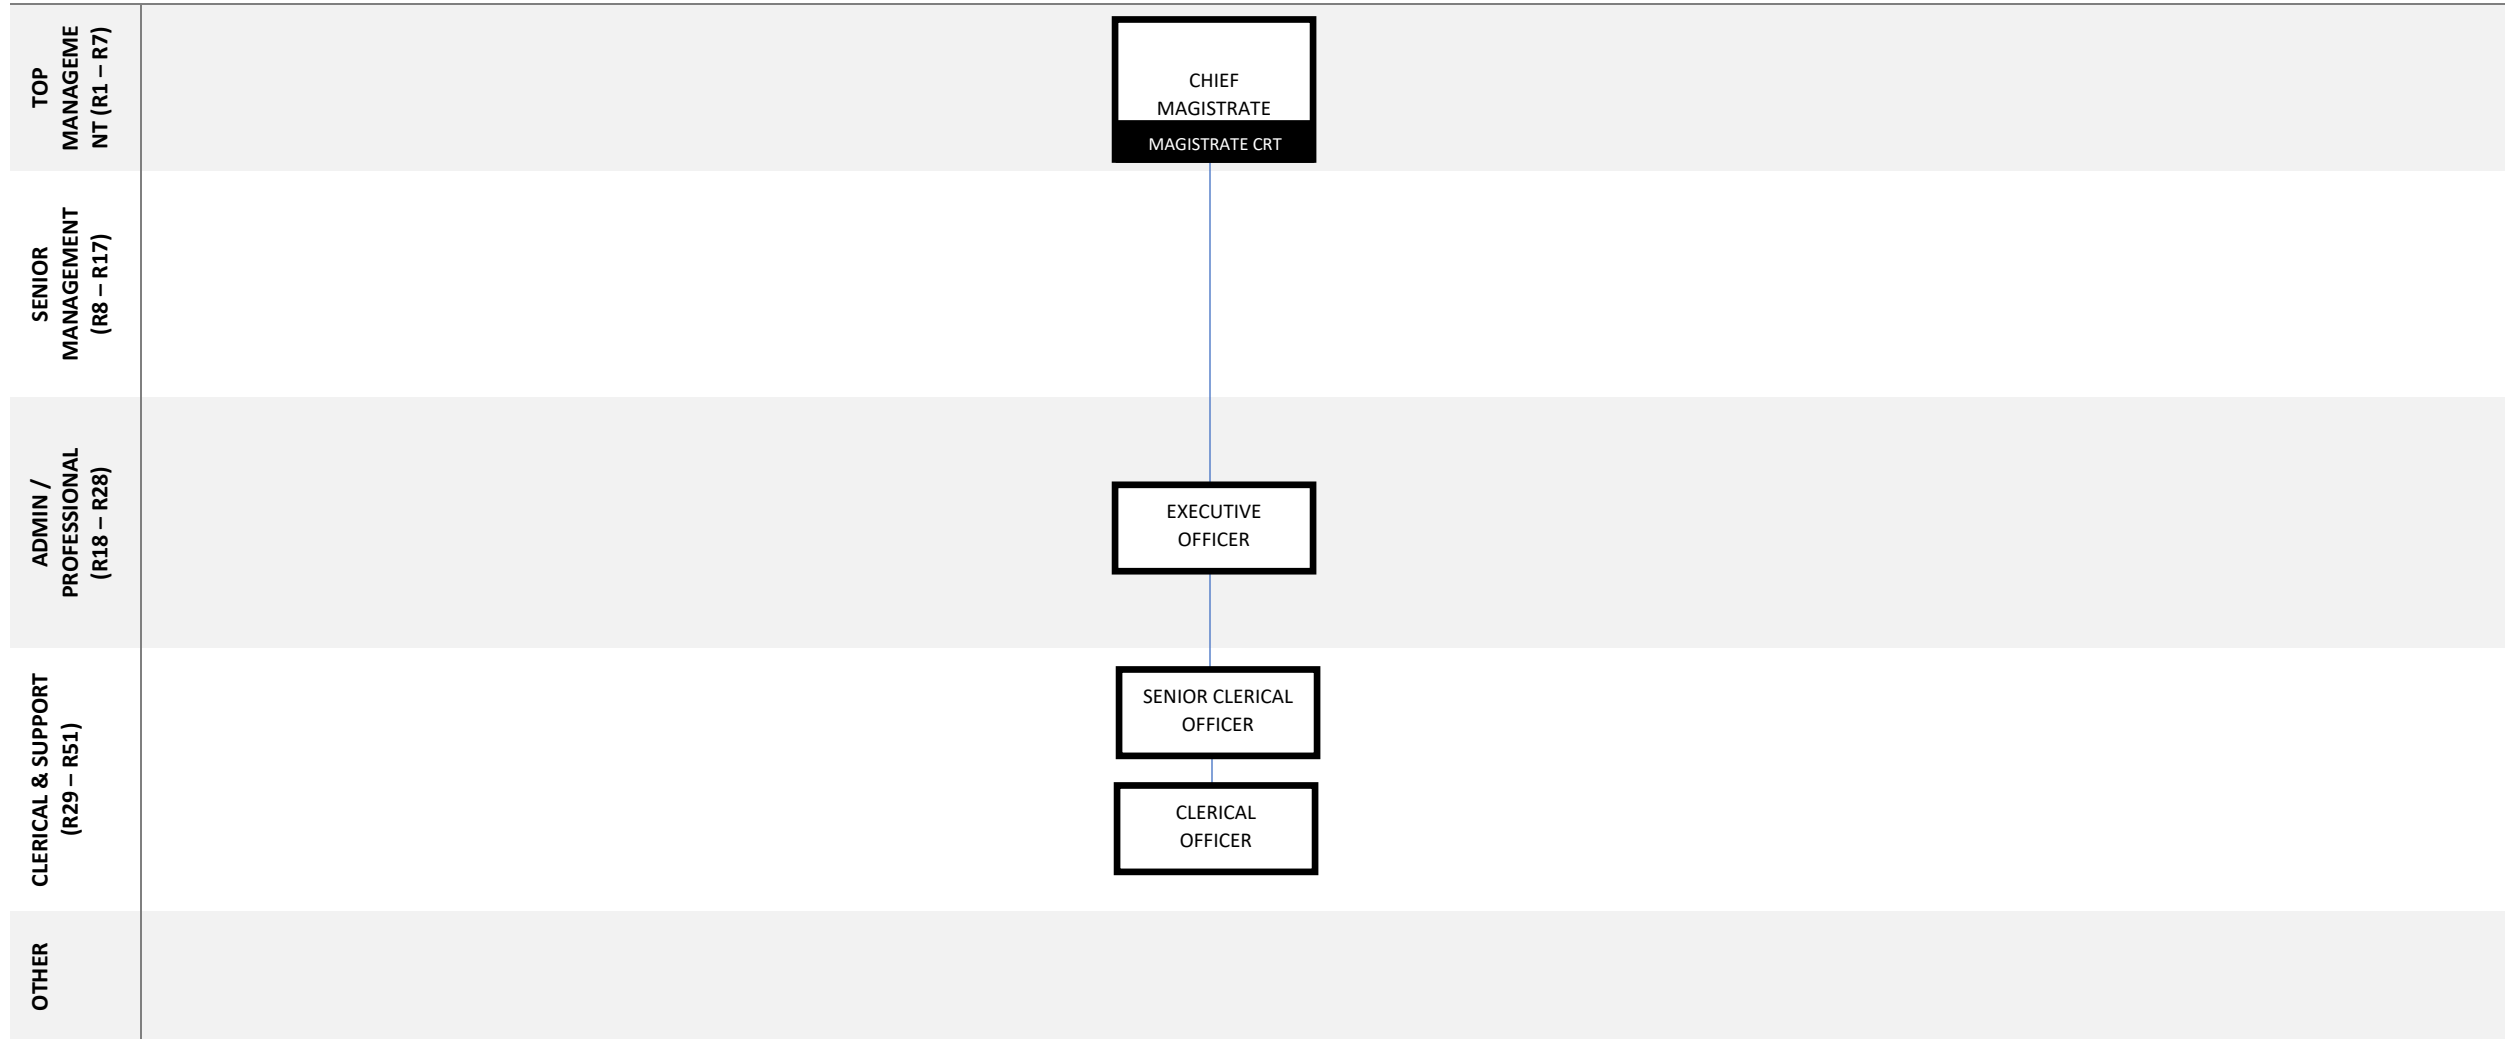 TOP
MANAGEME
NT (R1 – R7)
CHIEF
MAGISTRATE
MAGISTRATE CRT
SENIOR
MANAGEMENT
(R8 – R17)
ADMIN /
PROFESSIONAL
(R18 – R28)
EXECUTIVE
OFFICER
CLERICAL & SUPPORT
(R29 – R51)
SENIOR CLERICAL
OFFICER
CLERICAL
OFFICER
OTHER